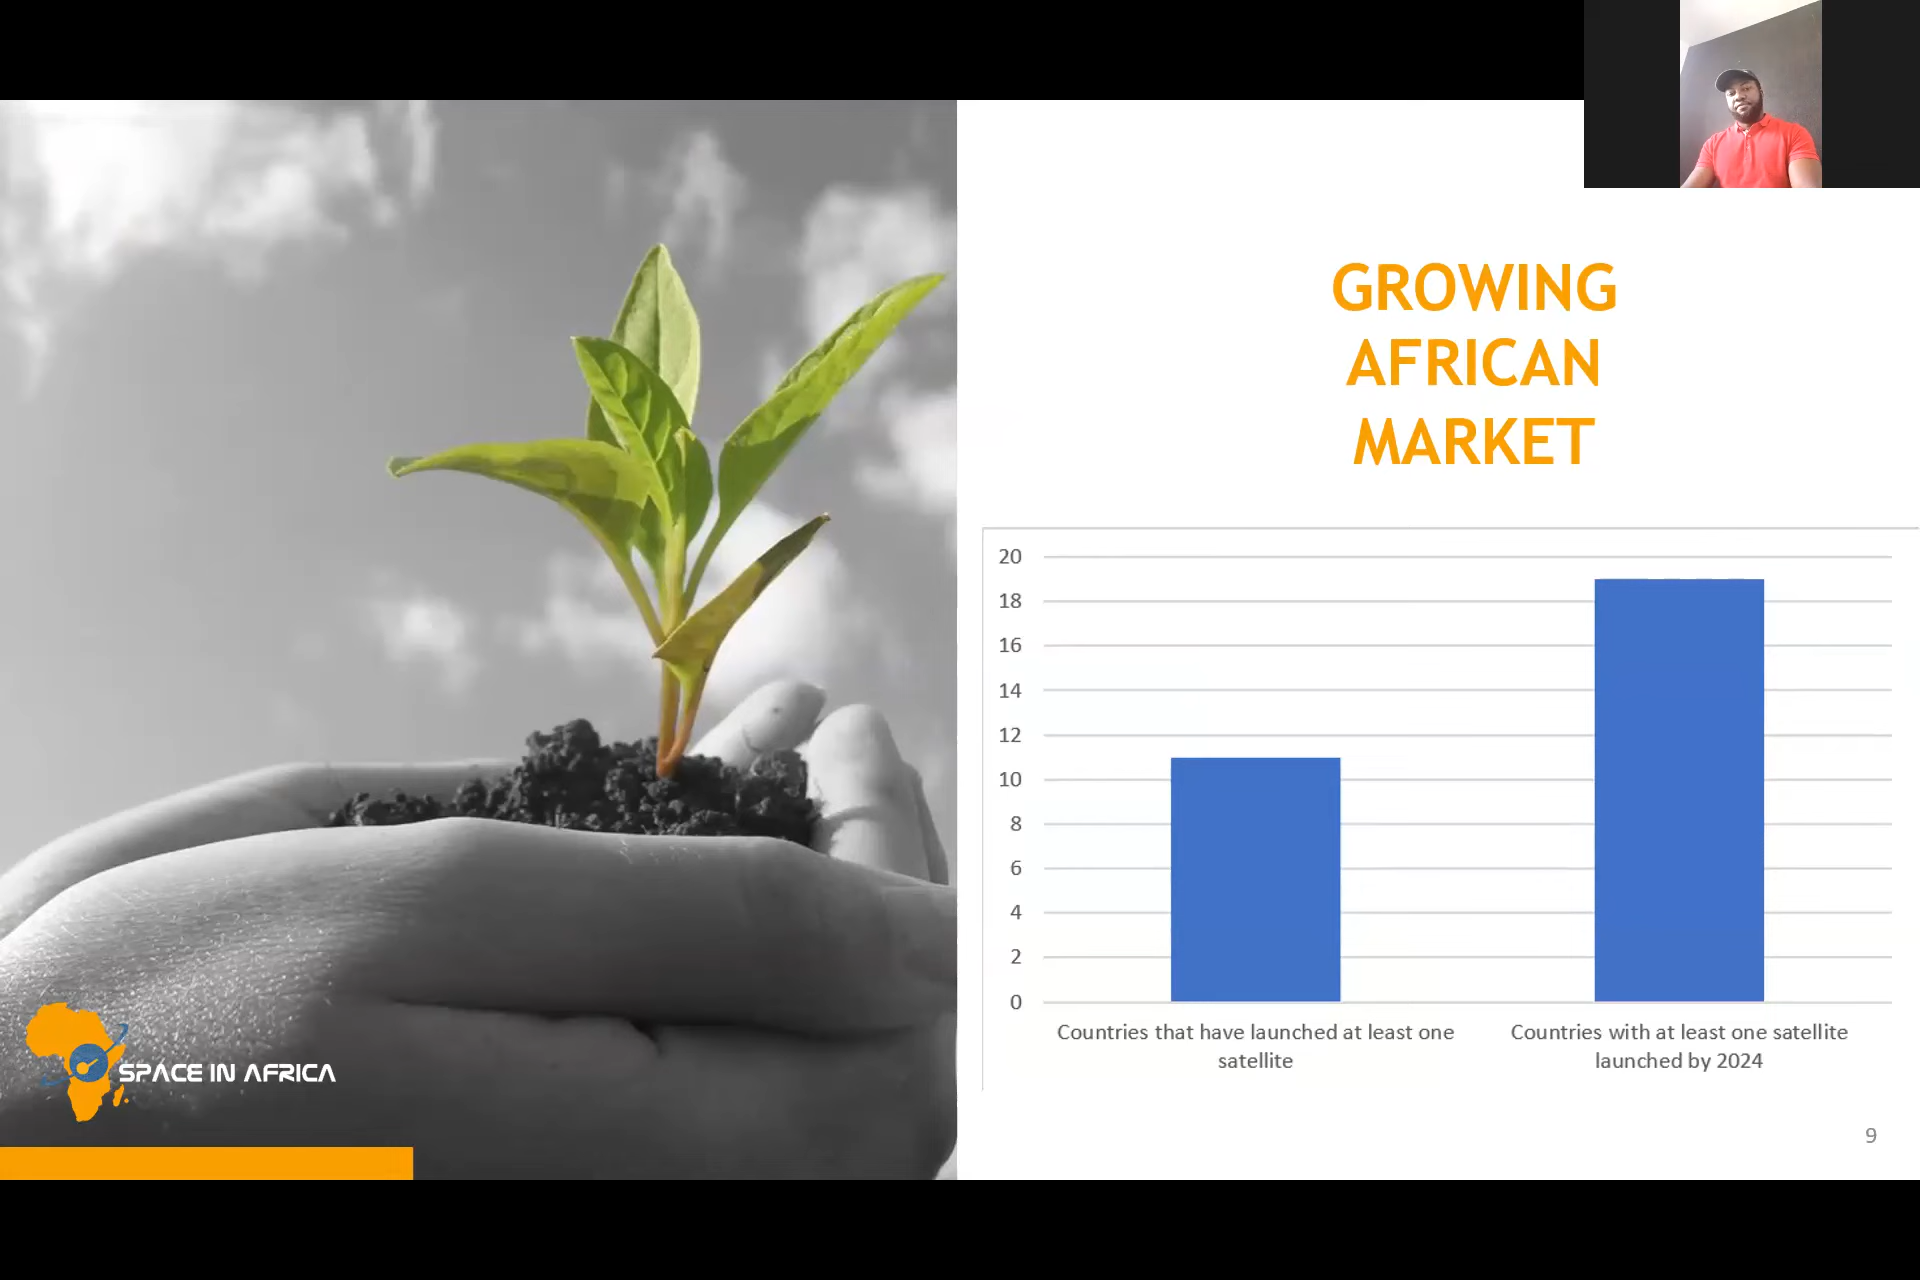 GROWING
AFRICAN
MARKET
20
18
16
14
12
10
8
6
4
2
0
Countries that have launched at least one
satellite
Countries with at least one satellite
launched by 2024
SPACE IN AFRICA
9